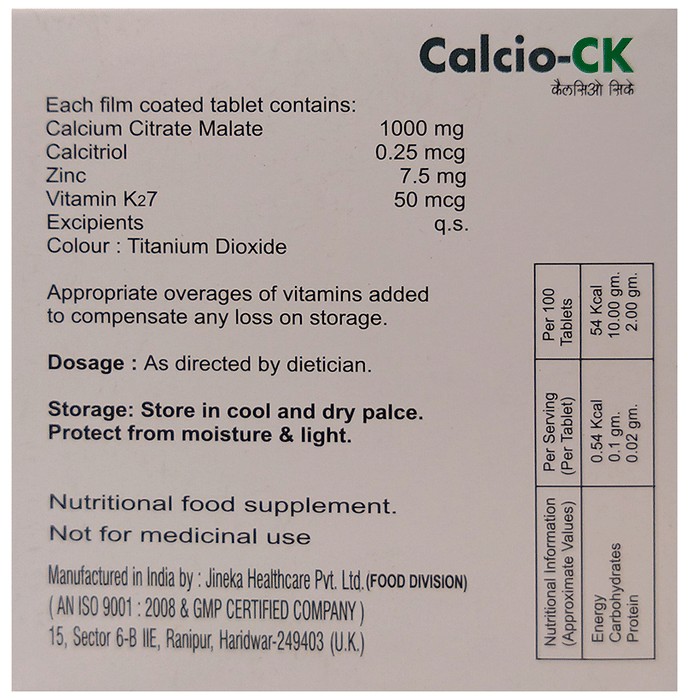 Calcio-CK
कैलसिओ सिके
Each film coated tablet contains:
Calcium Citrate Malate 1000 mg
Calcitriol 0.25 mcg
Zinc 7.5 mg
Vitamin K27 50 mcg
Excipients q.s.
Colour : Titanium Dioxide
Appropriate overages of vitamins added
to compensate any loss on storage.
Dosage : As directed by dietician.
Storage: Store in cool and dry palce.
Protect from moisture & light.
Nutritional food supplement.
Not for medicinal use
Manufactured in India by : Jineka Healthcare Pvt. Ltd. (FOOD DIVISION)
( AN ISO 9001 : 2008 & GMP CERTIFIED COMPANY )
15, Sector 6-B IIE, Ranipur, Haridwar-249403 (U.K.)
Nutritional Information Per Serving Per 100
(Approximate Values) (Per Tablet) Tablets
Energy 0.54 Kcal 54 Kcal
Carbohydrates 0.1 gm. 10.00 gm.
Protein 0.02 gm. 2.00 gm.